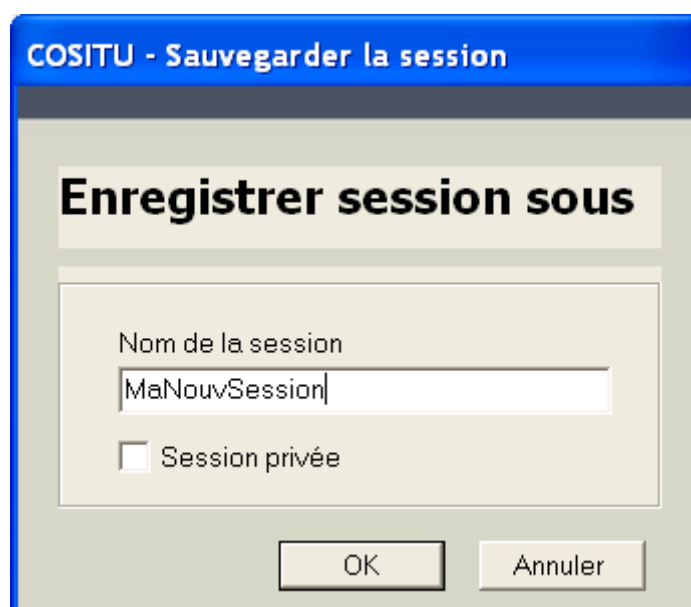 COSITU - Sauvegarder la session
Enregistrer session sous
Nom de la session
MaNouvSession
Session privée
OK Annuler